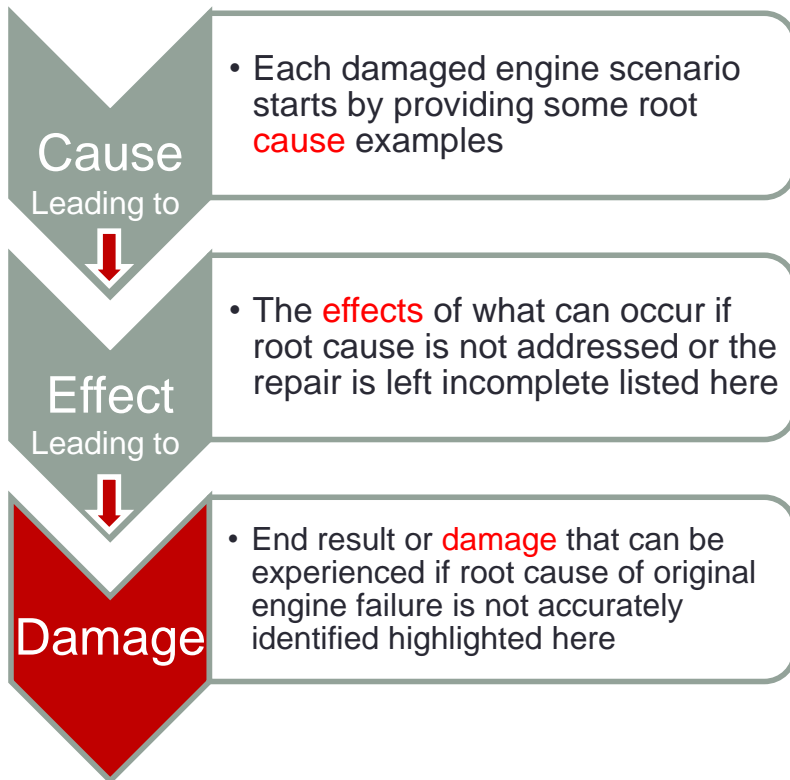 Cause
Leading to
• Each damaged engine scenario
starts by providing some root
cause examples
Effect
Leading to
• The effects of what can occur if
root cause is not addressed or the
repair is left incomplete listed here
Damage
• End result or damage that can be
experienced if root cause of original
engine failure is not accurately
identified highlighted here